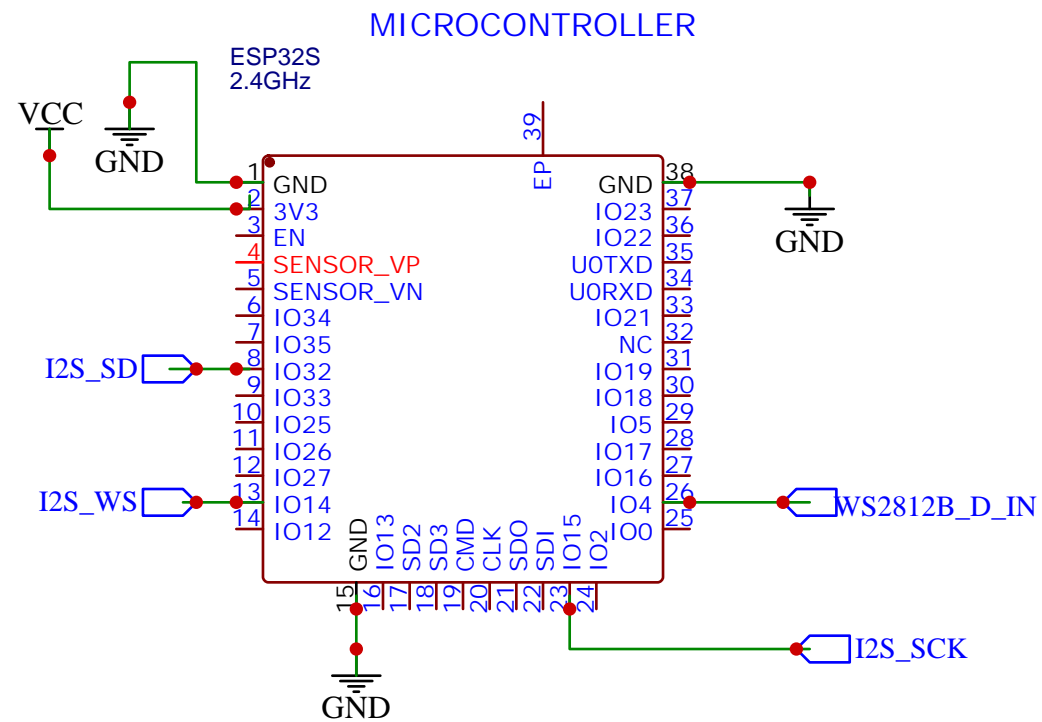 MICROCONTROLLER
ESP32S
2.4GHz
VCC
GND
39
EP
1
GND
2
3V3
3
EN
4
SENSOR_VP
5
SENSOR_VN
6
IO34
7
IO35
I2S_SD
8
IO32
9
IO33
10
IO25
11
IO26
12
IO27
I2S_WS
13
IO14
14
IO12
38
GND
37
IO23
GND
36
IO22
35
U0TXD
34
U0RXD
33
IO21
32
NC
31
IO19
30
IO18
29
IO5
28
IO17
27
IO16
26
IO4
WS2812B_D_IN
25
IO0
GND
IO13
SD2
SD3
CMD
CLK
SDO
SDI
IO15
IO2
15
16
17
18
19
20
21
22
23
24
I2S_SCK
GND